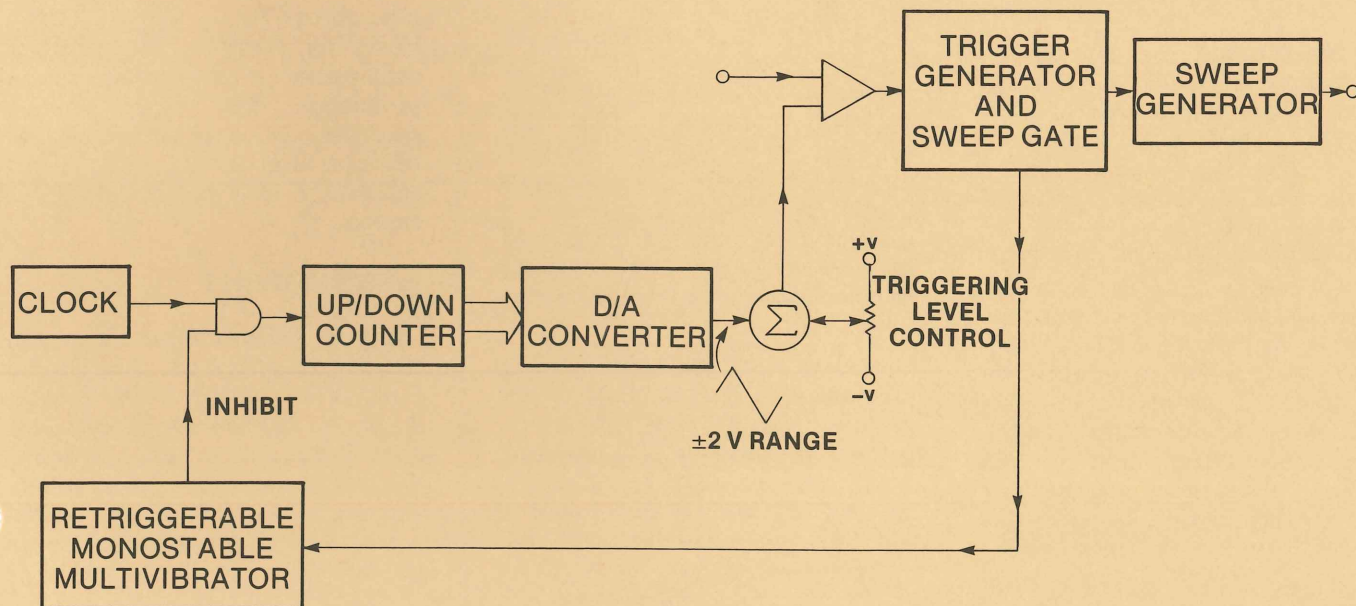 TRIGGER
GENERATOR
AND
SWEEP GATE
SWEEP
GENERATOR
CLOCK
UP/DOWN
COUNTER
D/A
CONVERTER
Σ
+V
TRIGGERING
LEVEL
CONTROL
–V
±2 V RANGE
INHIBIT
RETRIGGERABLE
MONOSTABLE
MULTIVIBRATOR